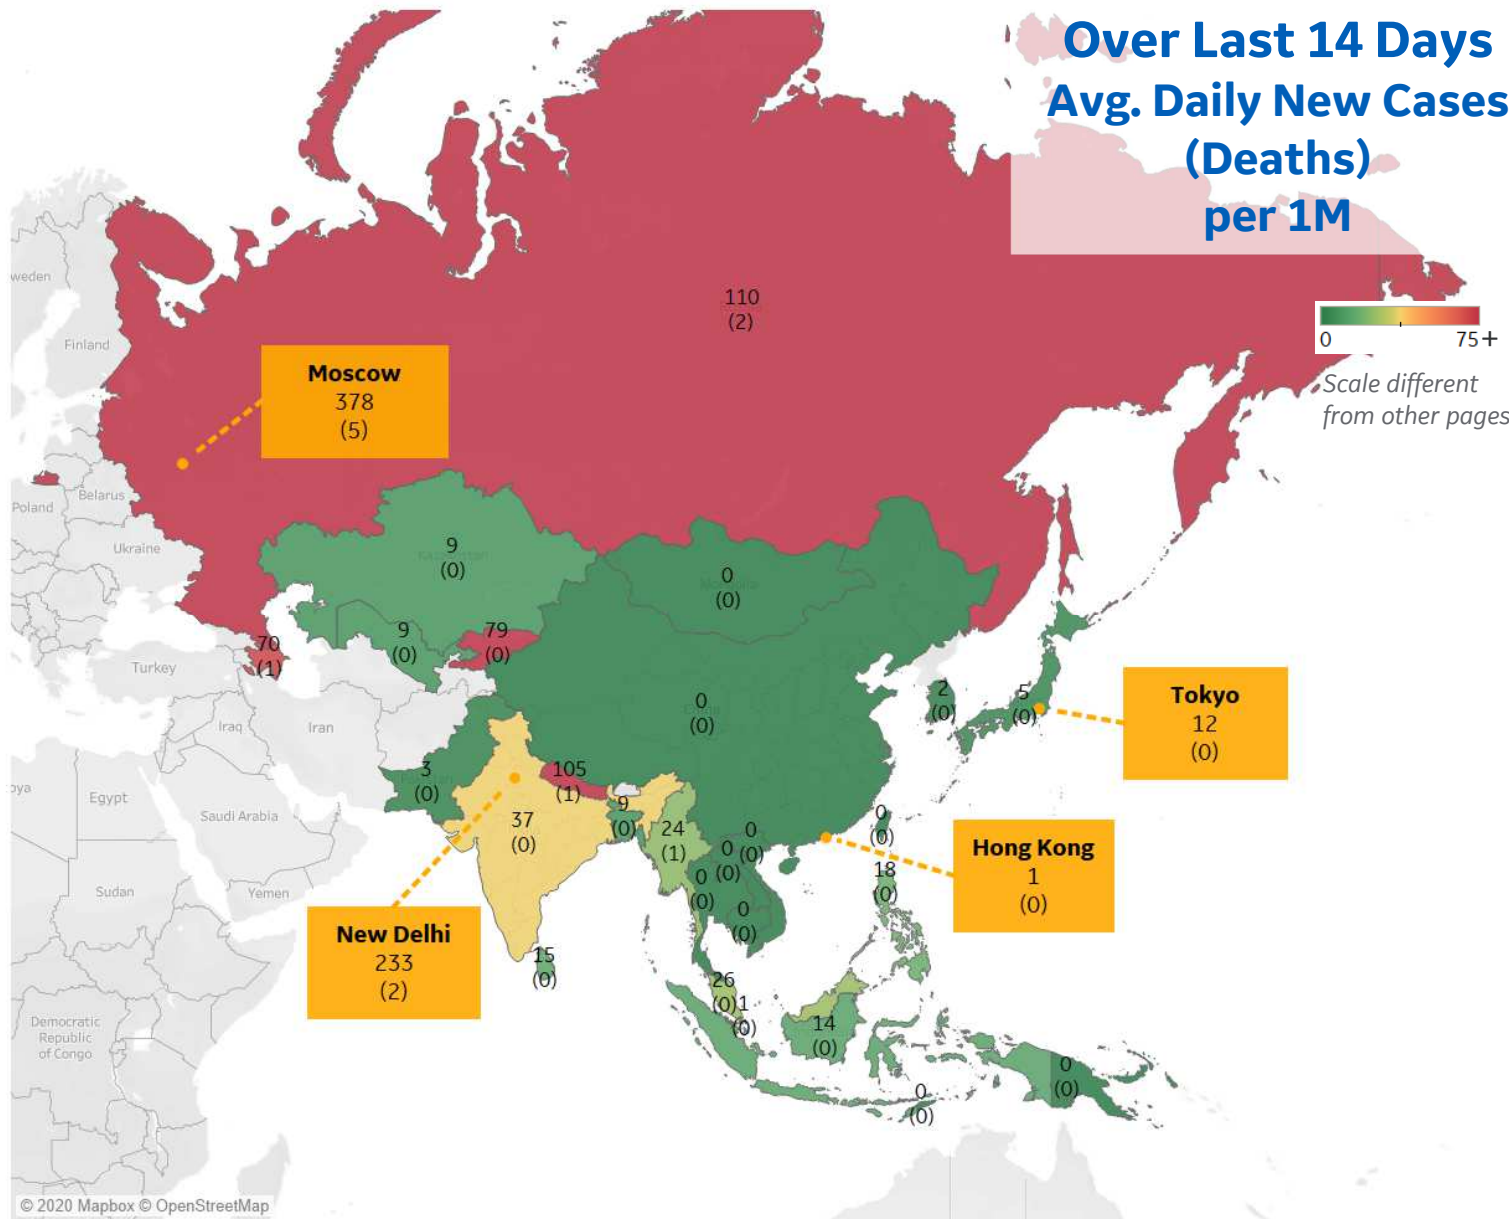 Over Last 14 Days
Avg. Daily New Cases
(Deaths)
per 1M
0 75+
Scale different
from other pages
110
(2)
weden
Finland
Moscow
378
(5)
Poland
Belarus
Ukraine
9
(0)
0
(0)
70
(1)
9
(0)
79
(0)
Turkey
Iraq
Iran
0
(0)
2
(0)
5
(0)
Tokyo
12
(0)
3
(0)
105
(1)
9
(0)
37
(0)
24
(1)
oya
Egypt
Saudi Arabia
Sudan
Yemen
0
(0)
0
(0)
0
(0)
0
(0)
0
(0)
18
(0)
Hong Kong
1
(0)
New Delhi
233
(2)
15
(0)
26
(0)
1
(0)
14
(0)
0
(0)
0
(0)
Democratic
Republic
of Congo
© 2020 Mapbox © OpenStreetMap